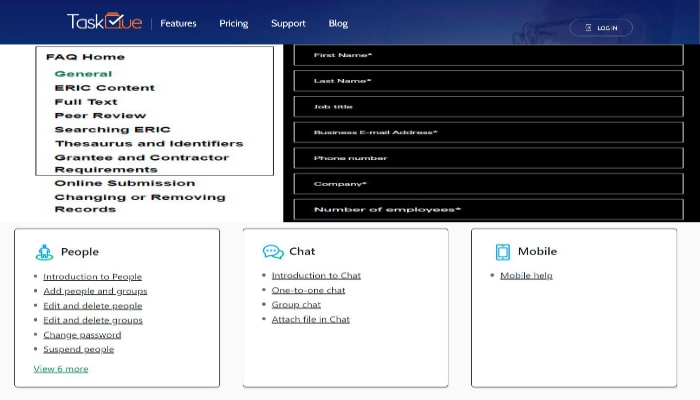 TaskQue
Features
Pricing
Support
Blog
LOG IN
FAQ Home
General
ERIC Content
Full Text
Peer Review
Searching ERIC
Thesaurus and Identifiers
Grantee and Contractor
Requirements
Online Submission
Changing or Removing
Records
First Name*
Last Name*
Job title
Business E-mail Address*
Phone number
Company*
Number of employees*
People
Introduction to People
Add people and groups
Edit and delete people
Edit and delete groups
Change password
Suspend people
View 6 more
Chat
Introduction to Chat
One-to-one chat
Group chat
Attach file in Chat
Mobile
Mobile help